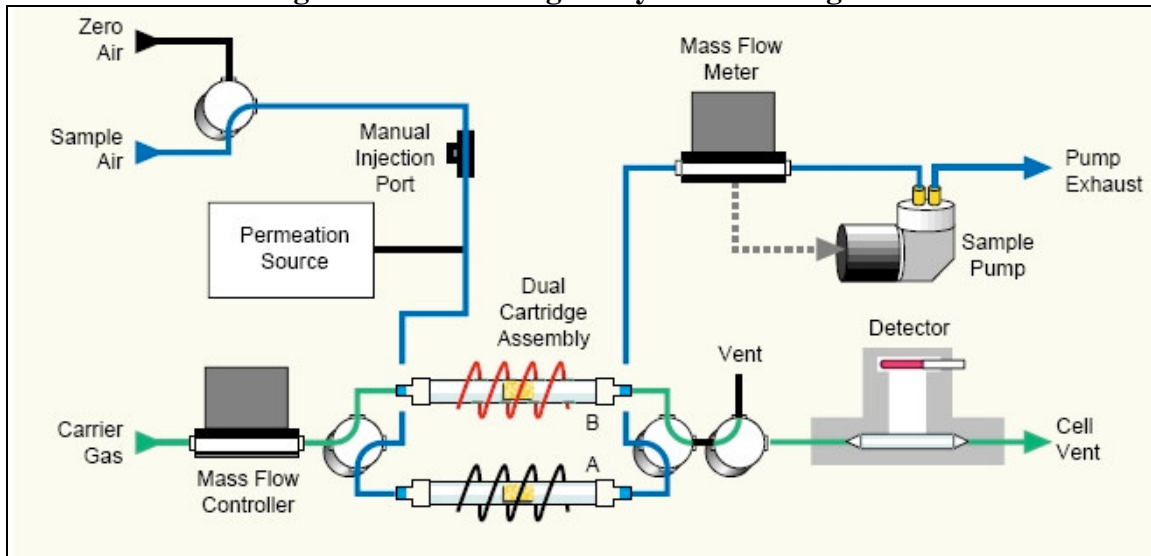 Zero
Air
Sample
Air
Manual
Injection
Port
Permeation
Source
Mass Flow
Meter
Pump
Exhaust
Sample
Pump
Dual
Cartridge
Assembly
Detector
Vent
B
Carrier
Gas
A
Cell
Vent
Mass Flow
Controller